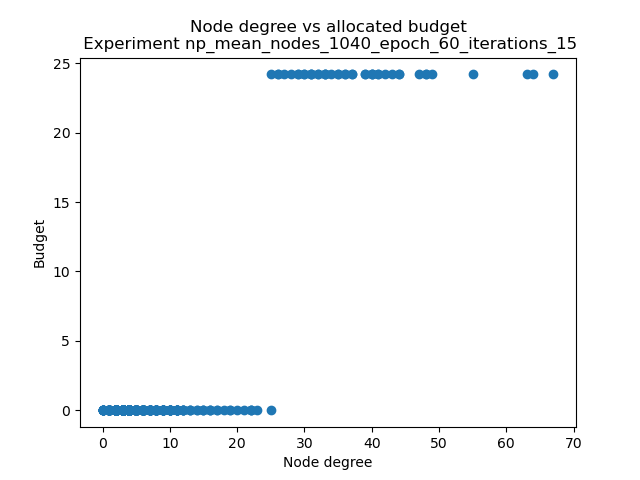 Node degree vs allocated budget
Experiment np_mean_nodes_1040_epoch_60_iterations_15
25
20
15
10
5
0
Budget
0 10 20 30 40 50 60 70
Node degree